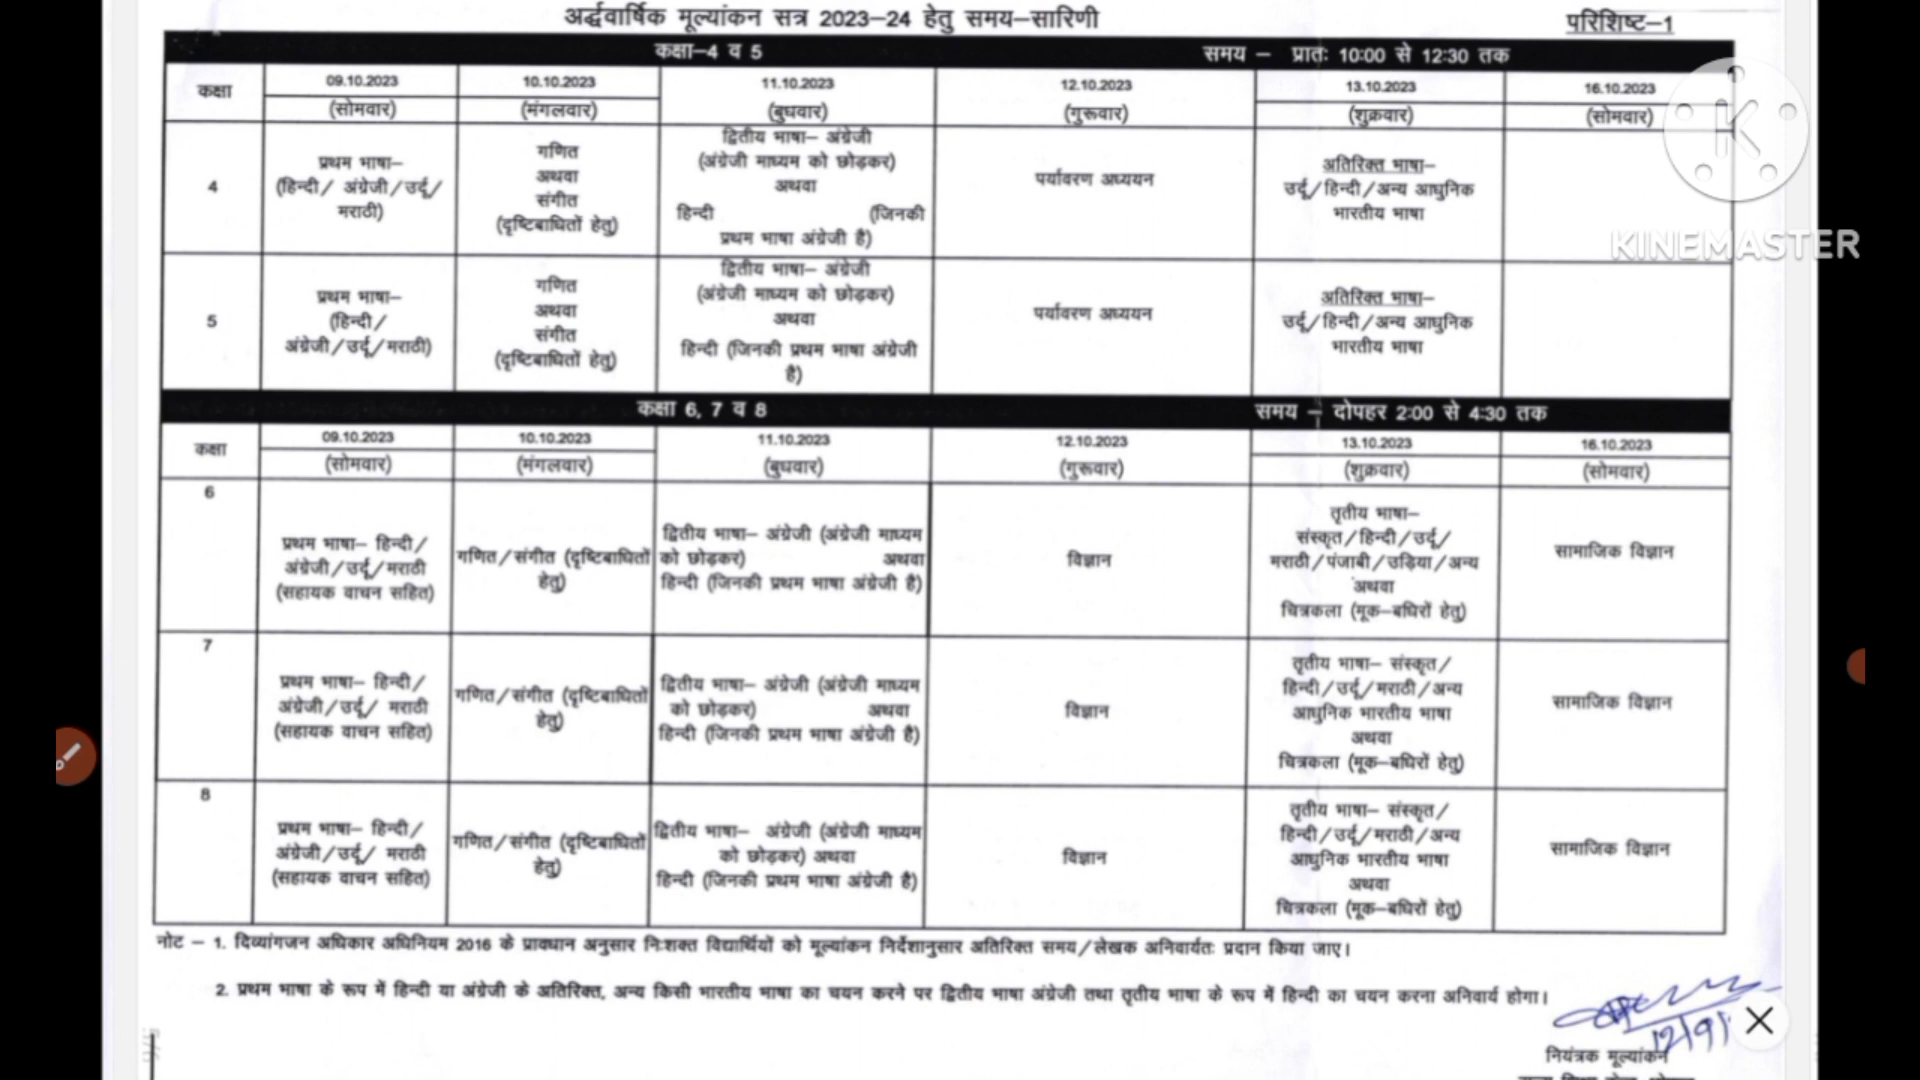 अर्द्धवार्षिक मूल्यांकन सत्र 2023–24 हेतु समय–सारिणी
परिशिष्ट–1
कक्षा–4 व 5 समय – प्रातः 10:00 से 12:30 तक
कक्षा 09.10.2023 10.10.2023 11.10.2023 12.10.2023 13.10.2023 16.10.2023
(सोमवार) (मंगलवार) (बुधवार) (गुरूवार) (शुक्रवार) (सोमवार)
4
प्रथम भाषा–
(हिन्दी/ अंग्रेजी/उर्दू/
मराठी)
गणित
अथवा
संगीत
(दृष्टिबाधितों हेतु)
द्वितीय भाषा– अंग्रेजी
(अंग्रेजी माध्यम को छोड़कर)
अथवा
हिन्दी (जिनकी
प्रथम भाषा अंग्रेजी है)
पर्यावरण अध्ययन
अतिरिक्त भाषा–
उर्दू/हिन्दी/अन्य आधुनिक
भारतीय भाषा
5
प्रथम भाषा–
(हिन्दी/
अंग्रेजी/उर्दू/मराठी)
गणित
अथवा
संगीत
(दृष्टिबाधितों हेतु)
द्वितीय भाषा– अंग्रेजी
(अंग्रेजी माध्यम को छोड़कर)
अथवा
हिन्दी (जिनकी प्रथम भाषा अंग्रेजी
है)
पर्यावरण अध्ययन
अतिरिक्त भाषा–
उर्दू/हिन्दी/अन्य आधुनिक
भारतीय भाषा
कक्षा 6, 7 व 8 समय – दोपहर 2:00 से 4:30 तक
कक्षा 09.10.2023 10.10.2023 11.10.2023 12.10.2023 13.10.2023 16.10.2023
(सोमवार) (मंगलवार) (बुधवार) (गुरूवार) (शुक्रवार) (सोमवार)
6
प्रथम भाषा– हिन्दी/
अंग्रेजी/उर्दू/मराठी
(सहायक वाचन सहित)
गणित/संगीत (दृष्टिबाधितों
हेतु)
द्वितीय भाषा– अंग्रेजी (अंग्रेजी माध्यम
को छोड़कर) अथवा
हिन्दी (जिनकी प्रथम भाषा अंग्रेजी है)
विज्ञान
तृतीय भाषा–
संस्कृत/हिन्दी/उर्दू/
मराठी/पंजाबी/उड़िया/अन्य
अथवा
चित्रकला (मूक–बधिरों हेतु)
सामाजिक विज्ञान
7
प्रथम भाषा– हिन्दी/
अंग्रेजी/उर्दू/ मराठी
(सहायक वाचन सहित)
गणित/संगीत (दृष्टिबाधितों
हेतु)
द्वितीय भाषा– अंग्रेजी (अंग्रेजी माध्यम
को छोड़कर) अथवा
हिन्दी (जिनकी प्रथम भाषा अंग्रेजी है)
विज्ञान
तृतीय भाषा– संस्कृत/
हिन्दी/उर्दू/मराठी/अन्य
आधुनिक भारतीय भाषा
अथवा
चित्रकला (मूक–बधिरों हेतु)
सामाजिक विज्ञान
8
प्रथम भाषा– हिन्दी/
अंग्रेजी/उर्दू/ मराठी
(सहायक वाचन सहित)
गणित/संगीत (दृष्टिबाधितों
हेतु)
द्वितीय भाषा– अंग्रेजी (अंग्रेजी माध्यम
को छोड़कर) अथवा
हिन्दी (जिनकी प्रथम भाषा अंग्रेजी है)
विज्ञान
तृतीय भाषा– संस्कृत/
हिन्दी/उर्दू/मराठी/अन्य
आधुनिक भारतीय भाषा
अथवा
चित्रकला (मूक–बधिरों हेतु)
सामाजिक विज्ञान
नोट – 1. दिव्यांगजन अधिकार अधिनियम 2016 के प्रावधान अनुसार निःशक्त विद्यार्थियों को मूल्यांकन निर्देशानुसार अतिरिक्त समय/लेखक अनिवार्यतः प्रदान किया जाए।
2. प्रथम भाषा के रूप में हिन्दी या अंग्रेजी के अतिरिक्त, अन्य किसी भारतीय भाषा का चयन करने पर द्वितीय भाषा अंग्रेजी तथा तृतीय भाषा के रूप में हिन्दी का चयन करना अनिवार्य होगा।
12/9/
नियंत्रक मूल्यांकन
K
KINEMASTER